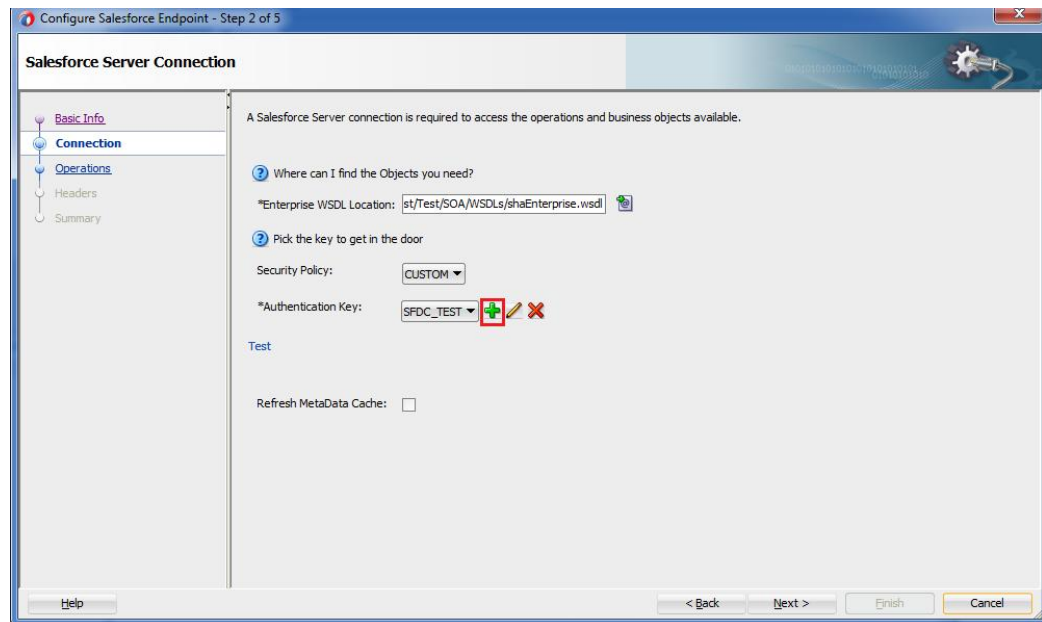 Configure Salesforce Endpoint - Step 2 of 5
Salesforce Server Connection
Basic Info
Connection
Operations
Headers
Summary
A Salesforce Server connection is required to access the operations and business objects available.
Where can I find the Objects you need?
*Enterprise WSDL Location: st/Test/SOA/WSDLs/shaEnterprise.wsdl
Pick the key to get in the door
Security Policy: CUSTOM
*Authentication Key: SFDC_TEST
Test
Refresh MetaData Cache:
Help < Back Next > Finish Cancel